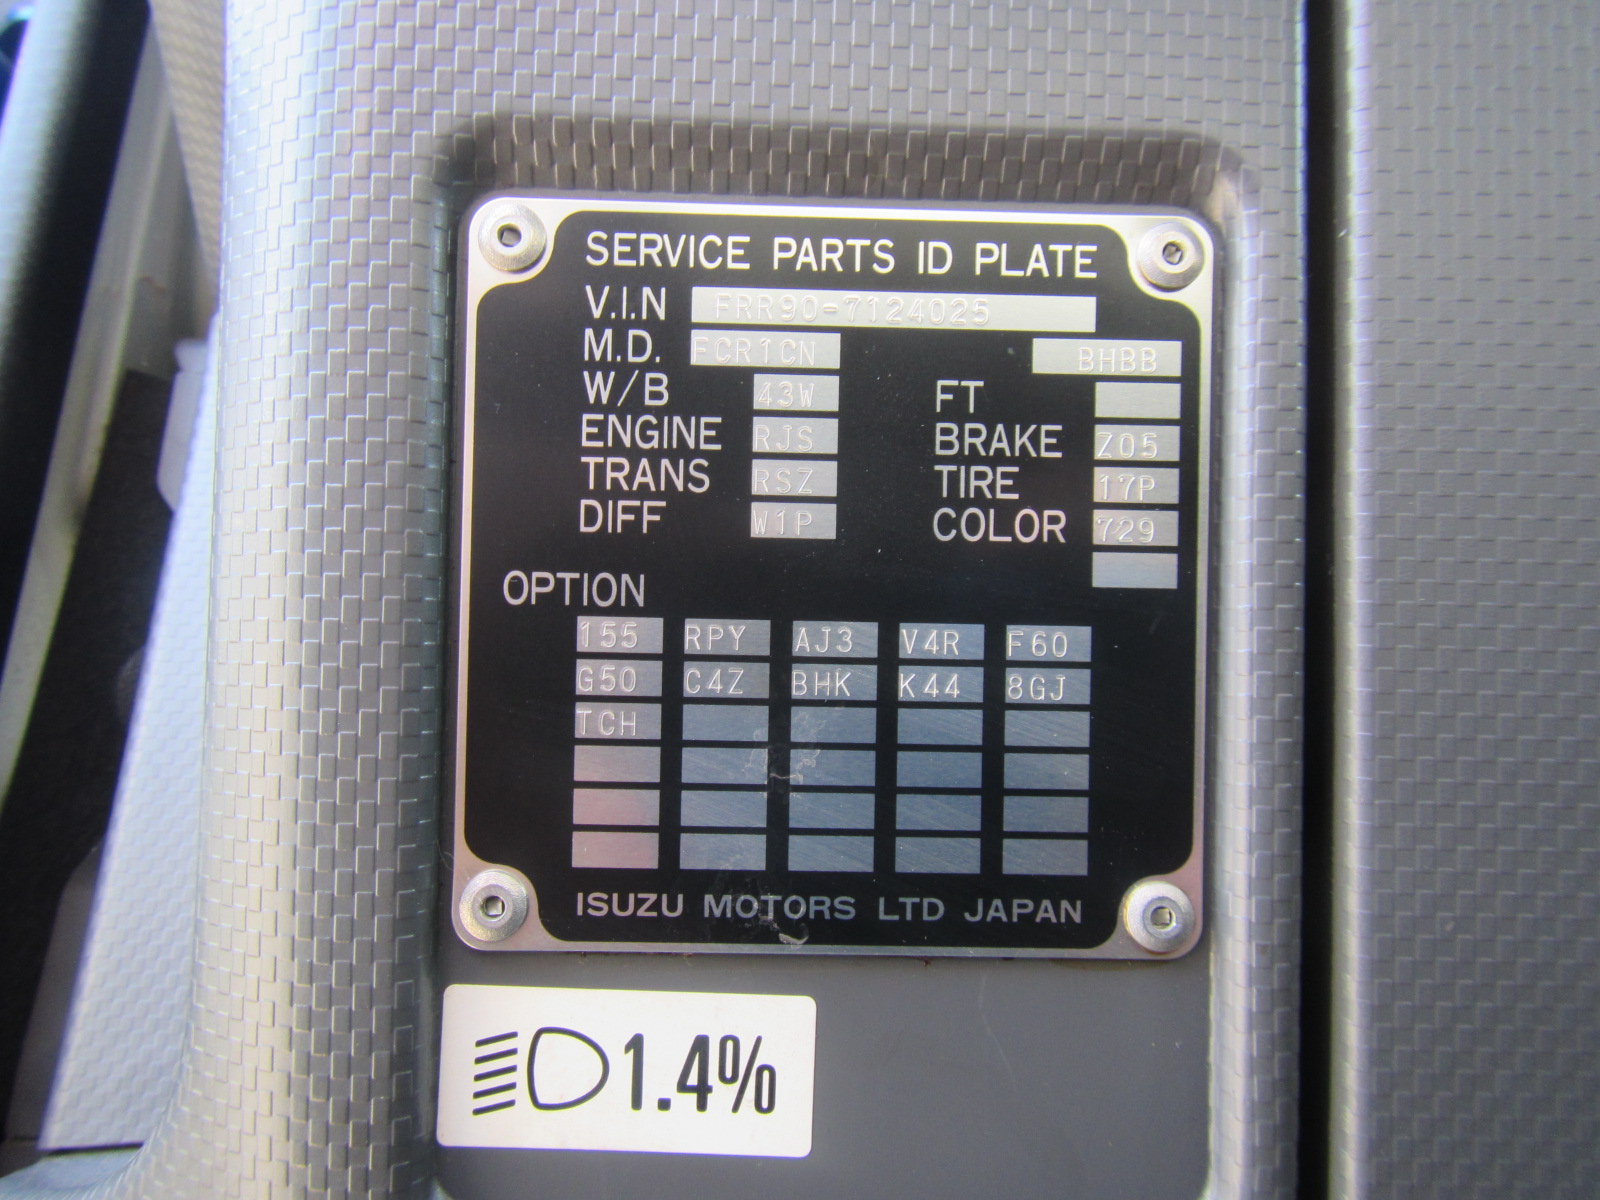 SERVICE PARTS ID PLATE
V.I.N FRR90-7124025
M.D. FCR1CN BHBB
W/B 43W FT
ENGINE RJS BRAKE Z05
TRANS RSZ TIRE 17P
DIFF W1P COLOR 729
OPTION
155 RPY AJ3 V4R F60
G50 C4Z BHK K44 8GJ
TCH
ISUZU MOTORS LTD JAPAN
1.4%